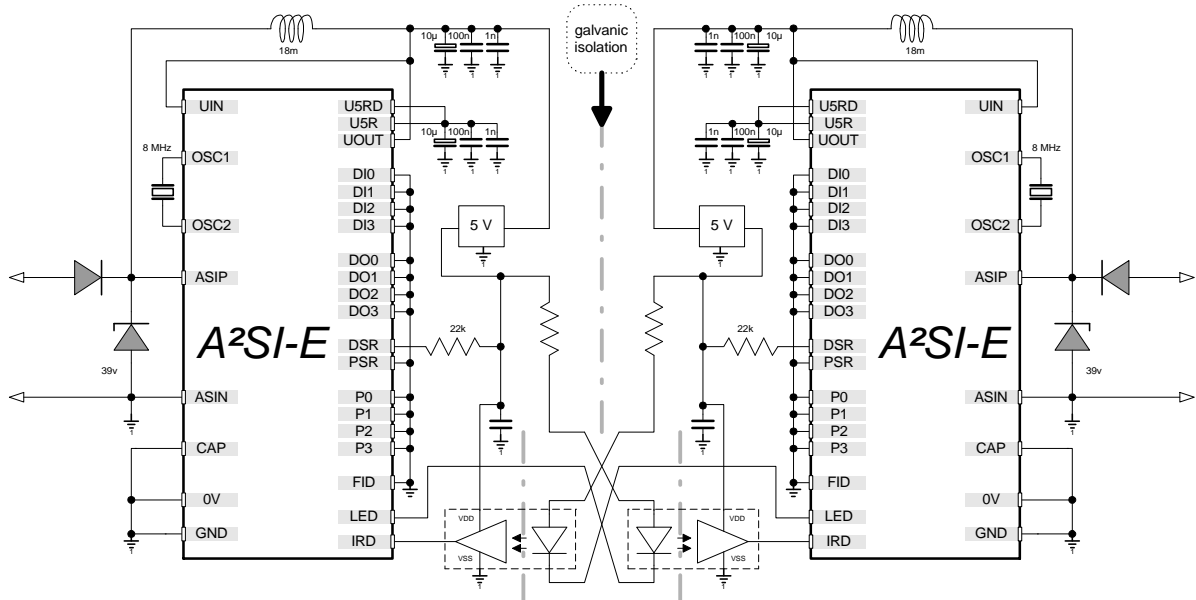 galvanic
isolation
18m
10µ 100n 1n
UIN
U5RD
U5R
UOUT
10µ 100n 1n
8 MHz
OSC1
OSC2
DI0
DI1
DI2
DI3
5 V
DO0
DO1
DO2
DO3
ASIP
A²SI-E
DSR
22k
PSR
39v
ASIN
P0
P1
P2
P3
CAP
FID
0V
LED
GND
IRD
VDD
VSS
18m
1n 100n 10µ
U5RD
U5R
UOUT
UIN
1n 100n 10µ
8 MHz
OSC1
OSC2
DI0
DI1
DI2
DI3
5 V
DO0
DO1
DO2
DO3
ASIP
A²SI-E
22k
DSR
PSR
39v
ASIN
P0
P1
P2
P3
CAP
FID
0V
LED
GND
IRD
VDD
VSS